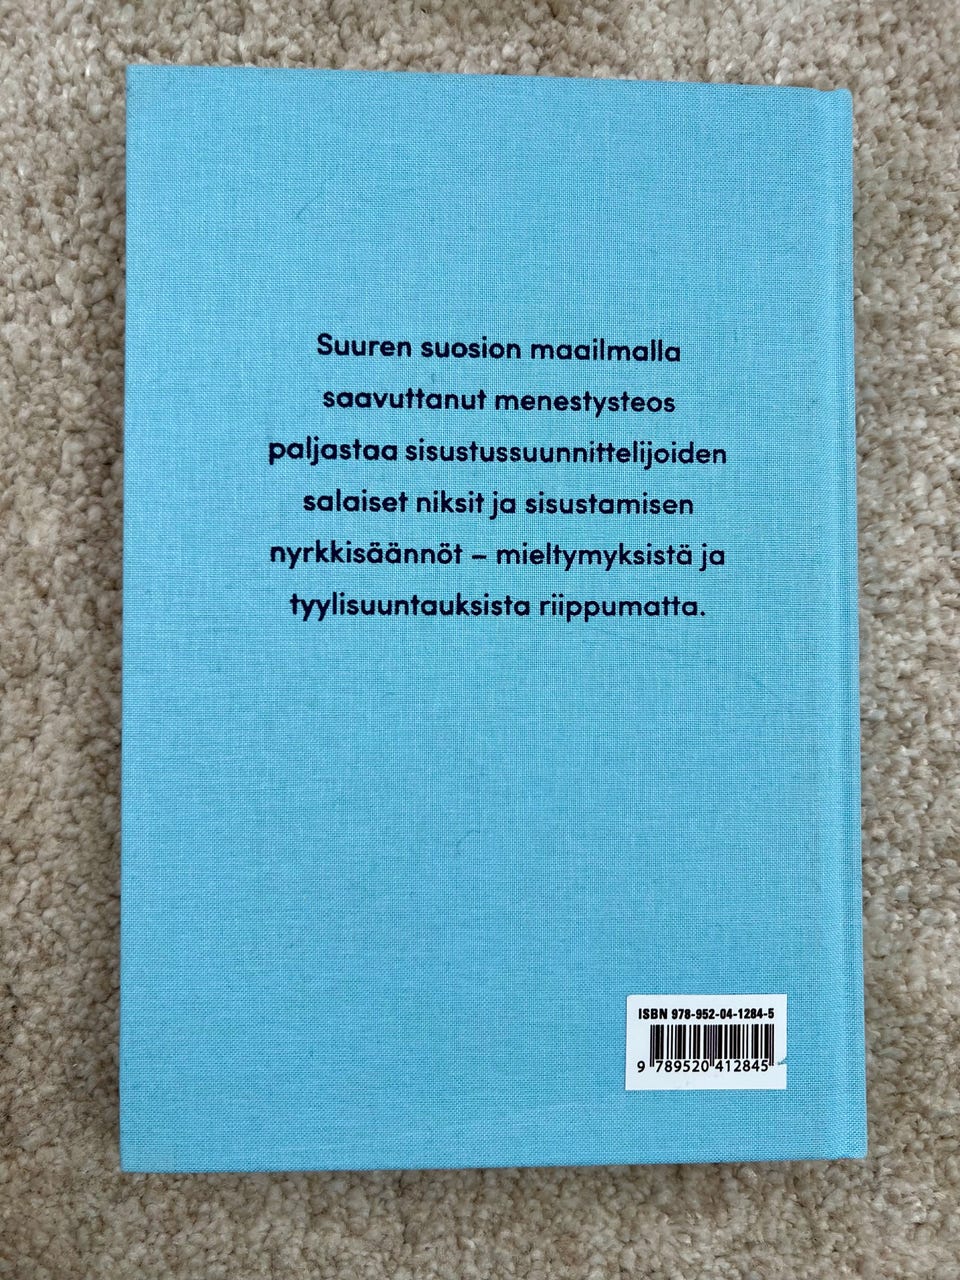 Suuren suosion maailmalla
saavuttanut menestysteos
paljastaa sisustussuunnittelijoiden
salaiset niksit ja sisustamisen
nyrkkisäännöt – mieltymyksistä ja
tyylisuuntauksista riippumatta.
ISBN 978-952-04-1284-5
9 789520 412845